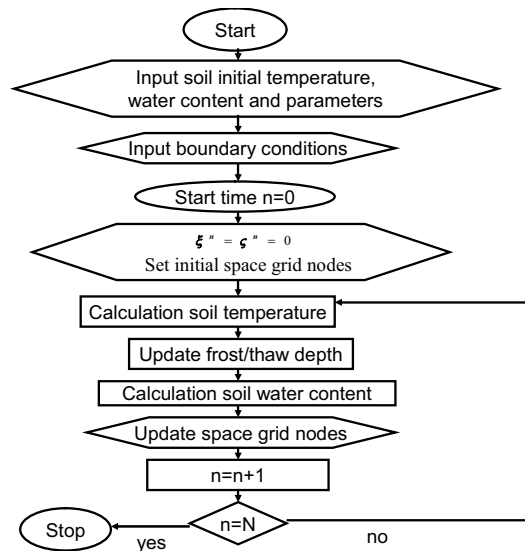 Start
Input soil initial temperature,
water content and parameters
Input boundary conditions
Start time n=0
ξ ⁿ = ς ⁿ = 0
Set initial space grid nodes
Calculation soil temperature
Update frost/thaw depth
Calculation soil water content
Update space grid nodes
n=n+1
n=N
Stop
yes
no